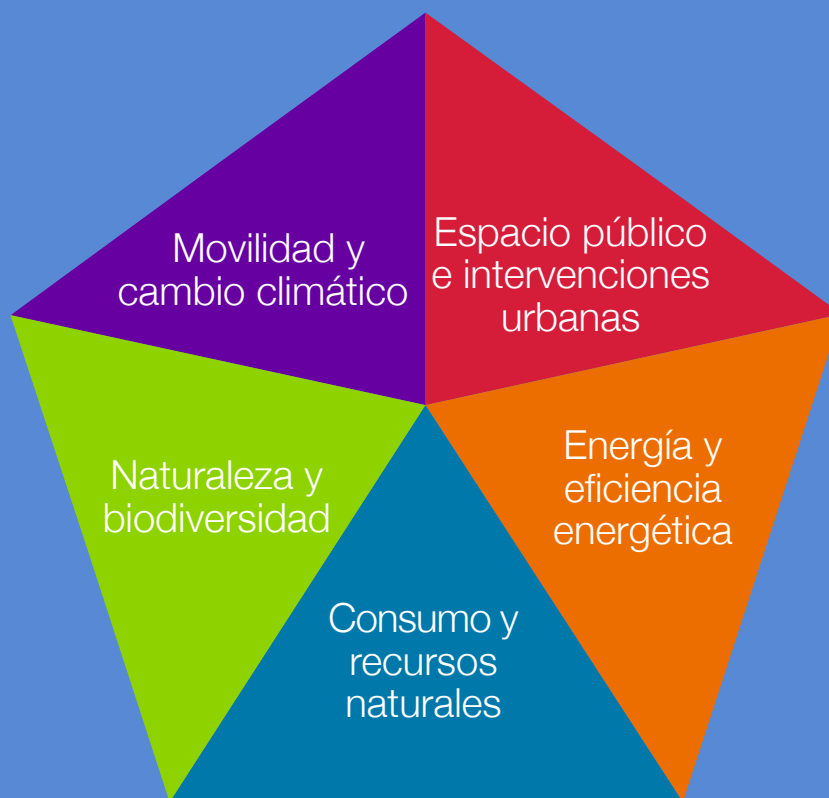 Movilidad y
cambio climático
Espacio público
e intervenciones
urbanas
Naturaleza y
biodiversidad
Energía y
eficiencia
energética
Consumo y
recursos
naturales